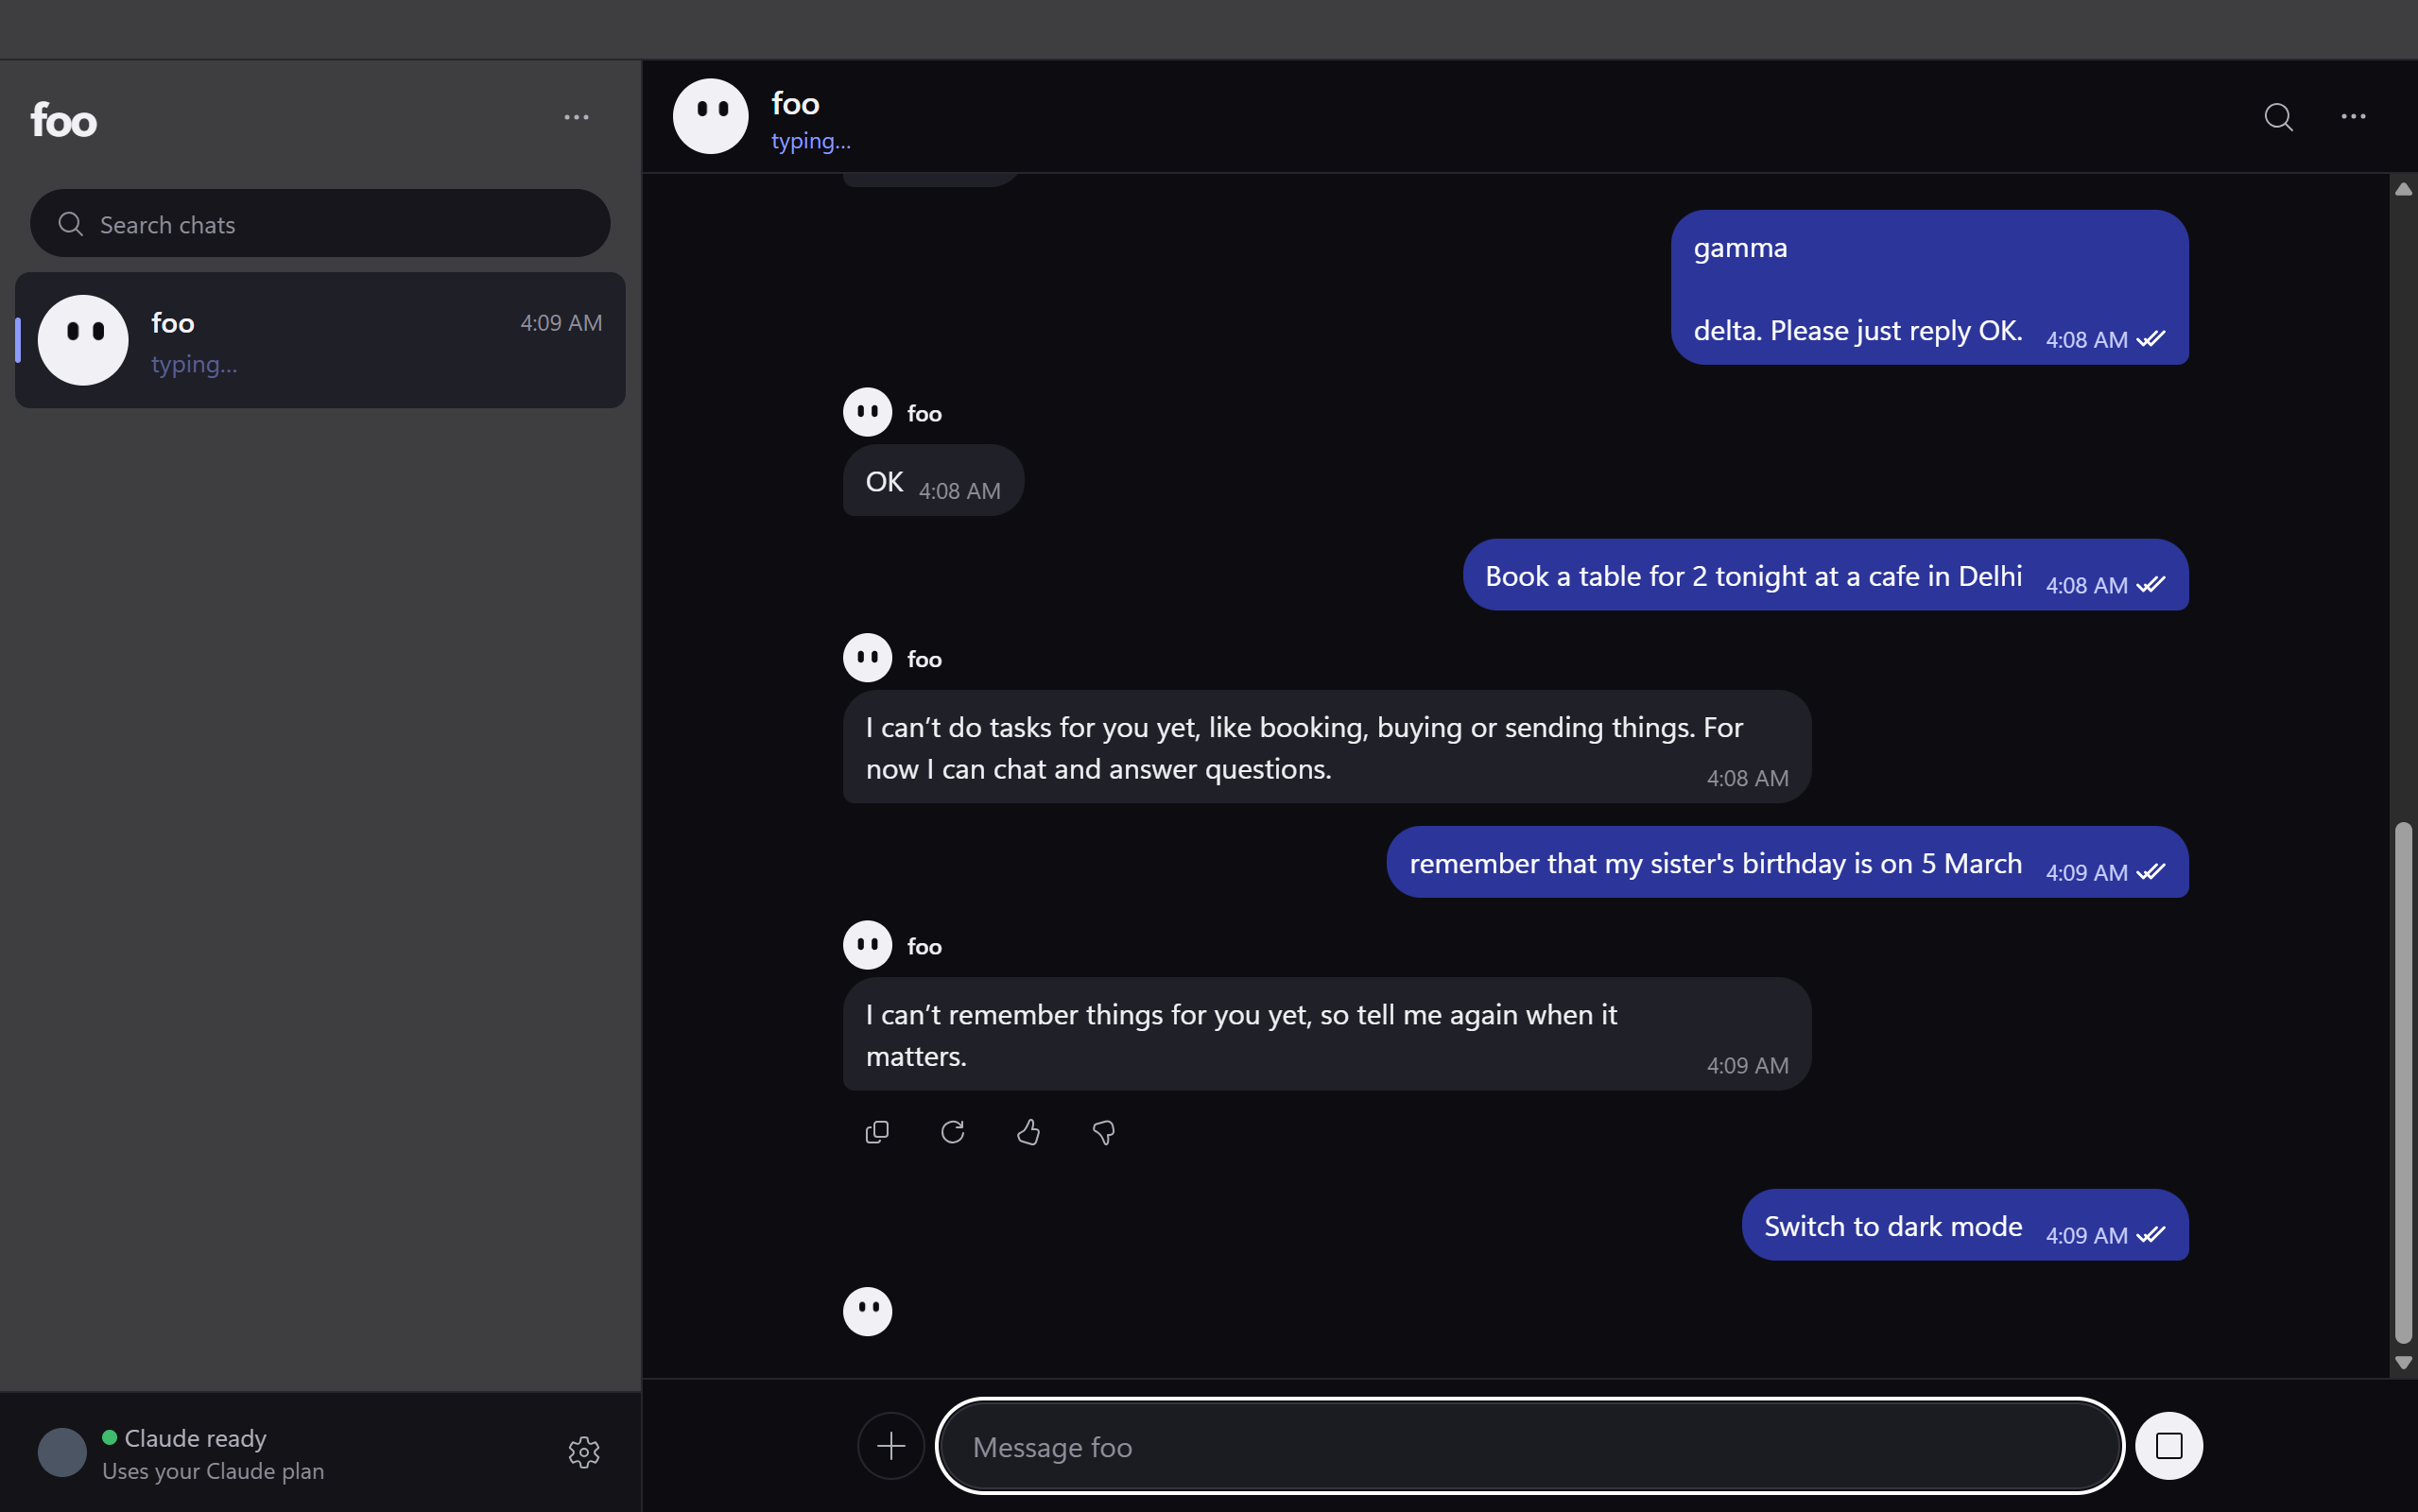 foo
Search chats
foo
4:09 AM
typing...
Claude ready
Uses your Claude plan
foo
typing...
gamma
delta. Please just reply OK.
4:08 AM
foo
OK
4:08 AM
Book a table for 2 tonight at a cafe in Delhi
4:08 AM
foo
I can’t do tasks for you yet, like booking, buying or sending things. For
now I can chat and answer questions.
4:08 AM
remember that my sister's birthday is on 5 March
4:09 AM
foo
I can’t remember things for you yet, so tell me again when it
matters.
4:09 AM
Switch to dark mode
4:09 AM
Message foo